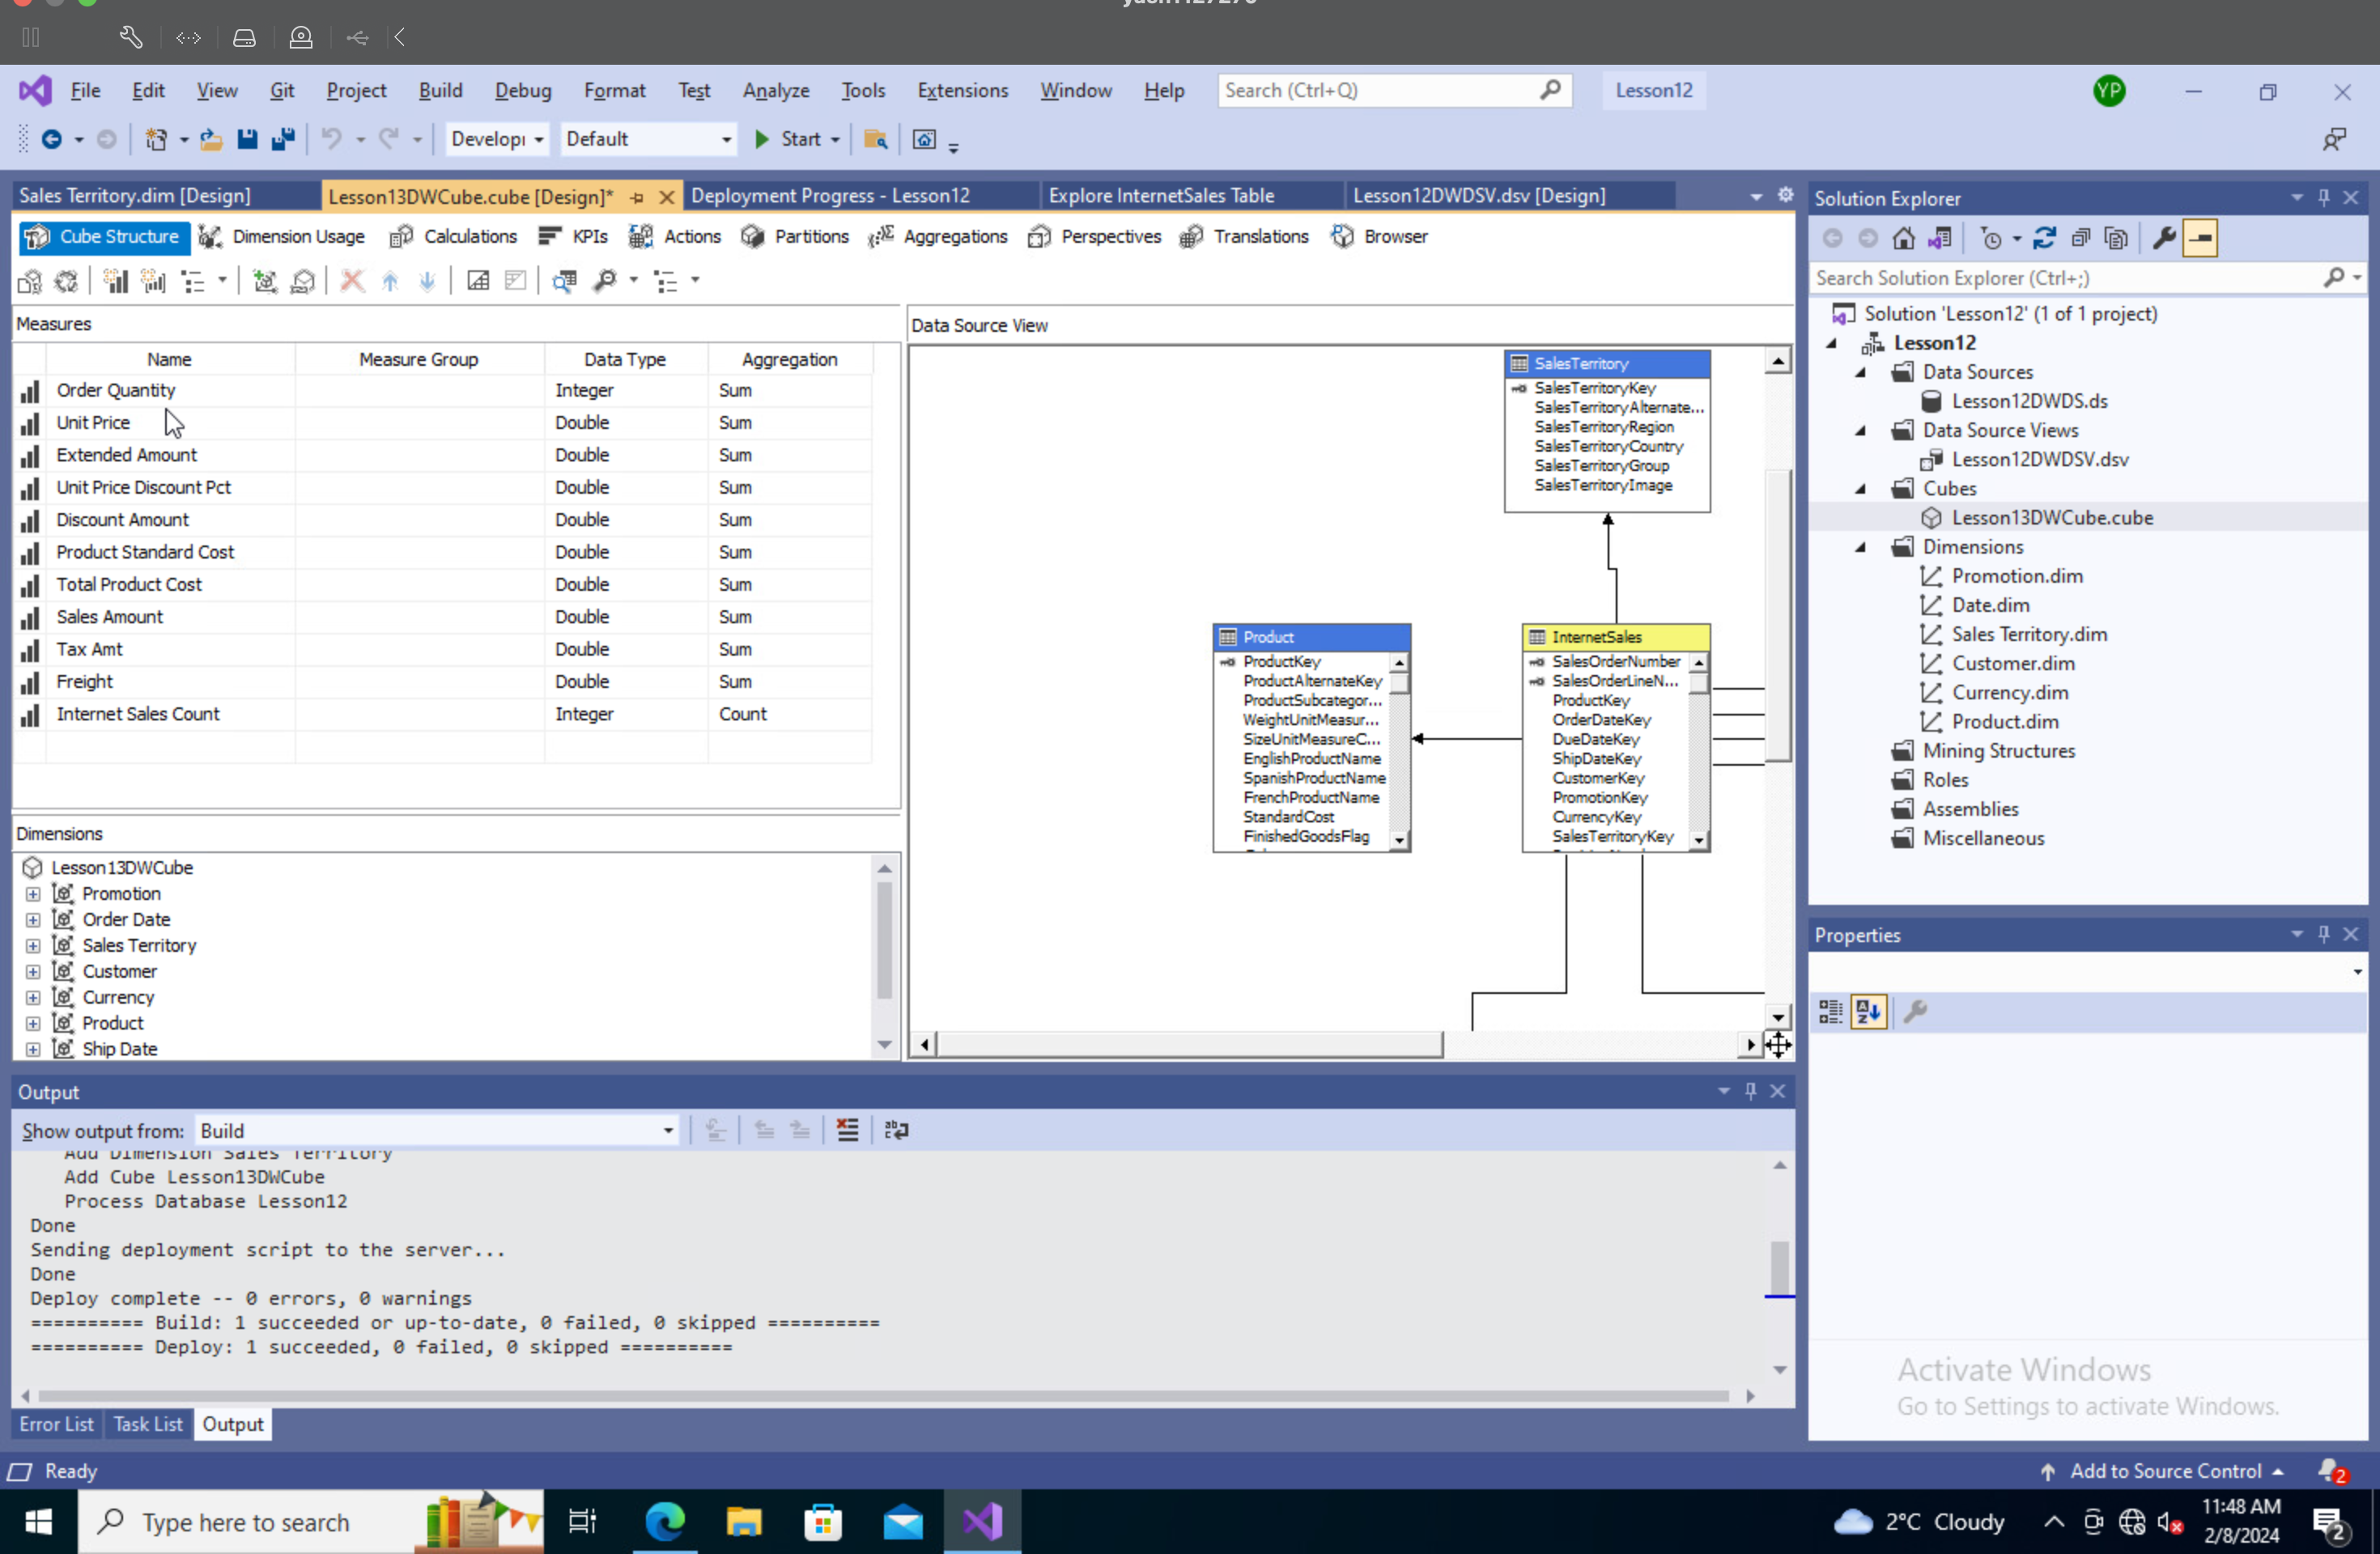 File Edit View Git Project Build Debug Format Test Analyze Tools Extensions Window Help Search (Ctrl+Q) Lesson12 YP
Default Start
Sales Territory.dim [Design] Lesson13DWCube.cube [Design]* Deployment Progress - Lesson12 Explore InternetSales Table Lesson12DWDSV.dsv [Design]
Cube Structure Dimension Usage Calculations KPIs Actions Partitions Aggregations Perspectives Translations Browser
Measures
Name Measure Group Data Type Aggregation
Order Quantity Integer Sum
Unit Price Double Sum
Extended Amount Double Sum
Unit Price Discount Pct Double Sum
Discount Amount Double Sum
Product Standard Cost Double Sum
Total Product Cost Double Sum
Sales Amount Double Sum
Tax Amt Double Sum
Freight Double Sum
Internet Sales Count Integer Count
Dimensions
Lesson13DWCube
Promotion
Order Date
Sales Territory
Customer
Currency
Product
Ship Date
Data Source View
SalesTerritory
SalesTerritoryKey
SalesTerritoryAlternate...
SalesTerritoryRegion
SalesTerritoryCountry
SalesTerritoryGroup
SalesTerritoryImage
Product
ProductKey
ProductAlternateKey
ProductSubcategor...
WeightUnitMeasur...
SizeUnitMeasureC...
EnglishProductName
SpanishProductName
FrenchProductName
StandardCost
FinishedGoodsFlag
InternetSales
SalesOrderNumber
SalesOrderLineN...
ProductKey
OrderDateKey
DueDateKey
ShipDateKey
CustomerKey
PromotionKey
CurrencyKey
SalesTerritoryKey
Solution Explorer
Search Solution Explorer (Ctrl+;)
Solution 'Lesson12' (1 of 1 project)
Lesson12
Data Sources
Lesson12DWDS.ds
Data Source Views
Lesson12DWDSV.dsv
Cubes
Lesson13DWCube.cube
Dimensions
Promotion.dim
Date.dim
Sales Territory.dim
Customer.dim
Currency.dim
Product.dim
Mining Structures
Roles
Assemblies
Miscellaneous
Properties
Output
Show output from: Build
Add Dimension Sales Territory
Add Cube Lesson13DWCube
Process Database Lesson12
Done
Sending deployment script to the server...
Done
Deploy complete -- 0 errors, 0 warnings
========== Build: 1 succeeded or up-to-date, 0 failed, 0 skipped ==========
========== Deploy: 1 succeeded, 0 failed, 0 skipped ==========
Error List Task List Output
Activate Windows
Go to Settings to activate Windows.
Ready Add to Source Control 2
Type here to search 2°C Cloudy 11:48 AM
2/8/2024 2